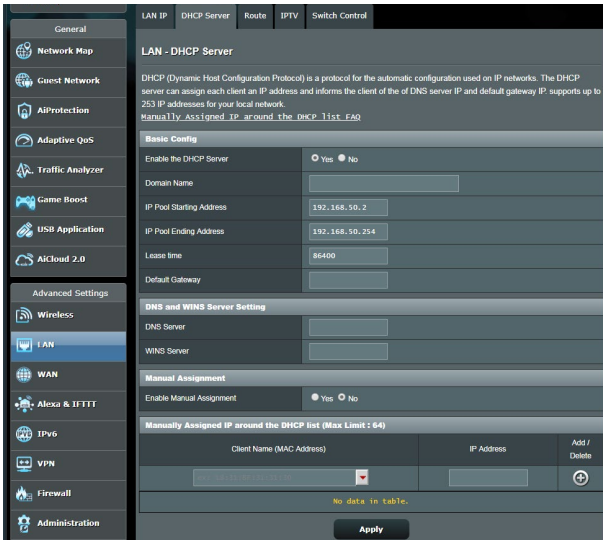 LAN IP DHCP Server Route IPTV Switch Control
General
Network Map
Guest Network
AiProtection
Adaptive QoS
Traffic Analyzer
Game Boost
USB Application
AiCloud 2.0
Advanced Settings
Wireless
LAN
WAN
Alexa & IFTTT
IPv6
VPN
Firewall
Administration
LAN - DHCP Server
DHCP (Dynamic Host Configuration Protocol) is a protocol for the automatic configuration used on IP networks. The DHCP
server can assign each client an IP address and informs the client of the of DNS server IP and default gateway IP. supports up to
253 IP addresses for your local network.
Manually Assigned IP around the DHCP list FAQ
Basic Config
Enable the DHCP Server Yes No
Domain Name
IP Pool Starting Address 192.168.50.2
IP Pool Ending Address 192.168.50.254
Lease time 86400
Default Gateway
DNS and WINS Server Setting
DNS Server
WINS Server
Manual Assignment
Enable Manual Assignment Yes No
Manually Assigned IP around the DHCP list (Max Limit : 64)
Client Name (MAC Address) IP Address Add /
Delete
No data in table.
Apply